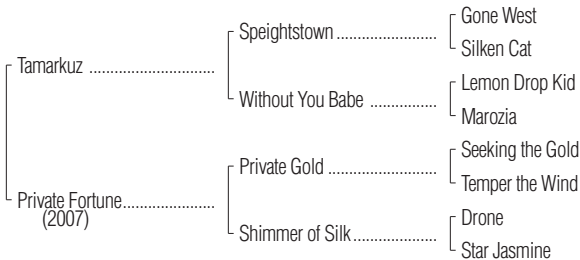 Gone West
Speightstown
Silken Cat
Tamarkuz
Lemon Drop Kid
Without You Babe
Marozia
Seeking the Gold
Private Gold
Temper the Wind
Private Fortune
(2007)
Drone
Shimmer of Silk
Star Jasmine